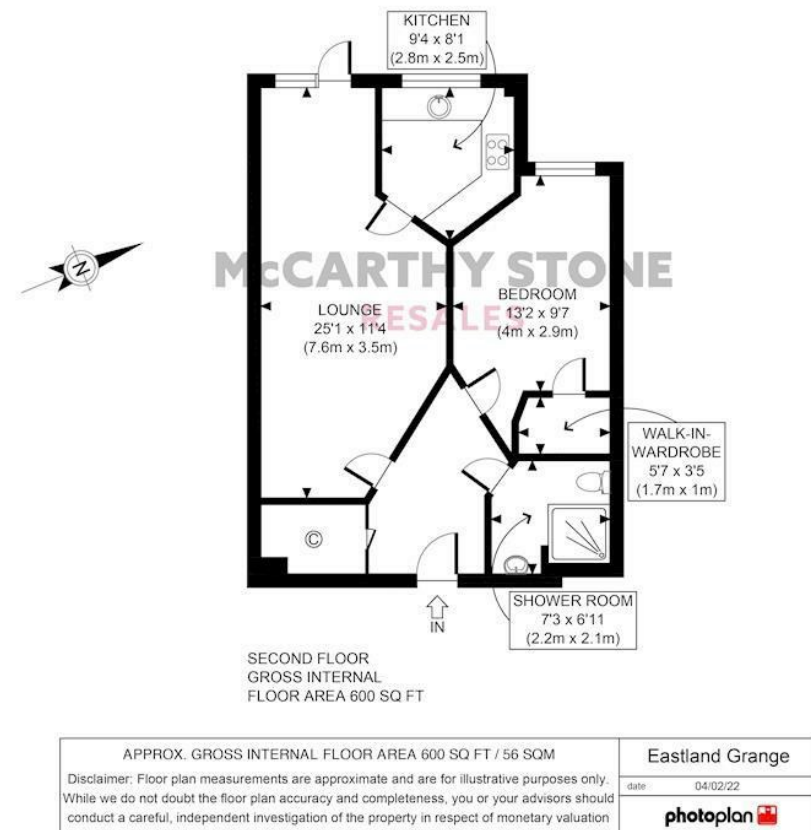 KITCHEN
9'4 x 8'1
(2.8m x 2.5m)
N
McCARTHY STONE
RESALES
LOUNGE
25'1 x 11'4
(7.6m x 3.5m)
BEDROOM
13'2 x 9'7
(4m x 2.9m)
WALK-IN-
WARDROBE
5'7 x 3'5
(1.7m x 1m)
C
SHOWER ROOM
7'3 x 6'11
(2.2m x 2.1m)
IN
SECOND FLOOR
GROSS INTERNAL
FLOOR AREA 600 SQ FT
APPROX. GROSS INTERNAL FLOOR AREA 600 SQ FT / 56 SQM
Disclaimer: Floor plan measurements are approximate and are for illustrative purposes only.
While we do not doubt the floor plan accuracy and completeness, you or your advisors should
conduct a careful, independent investigation of the property in respect of monetary valuation
Eastland Grange
date 04/02/22
photoplan